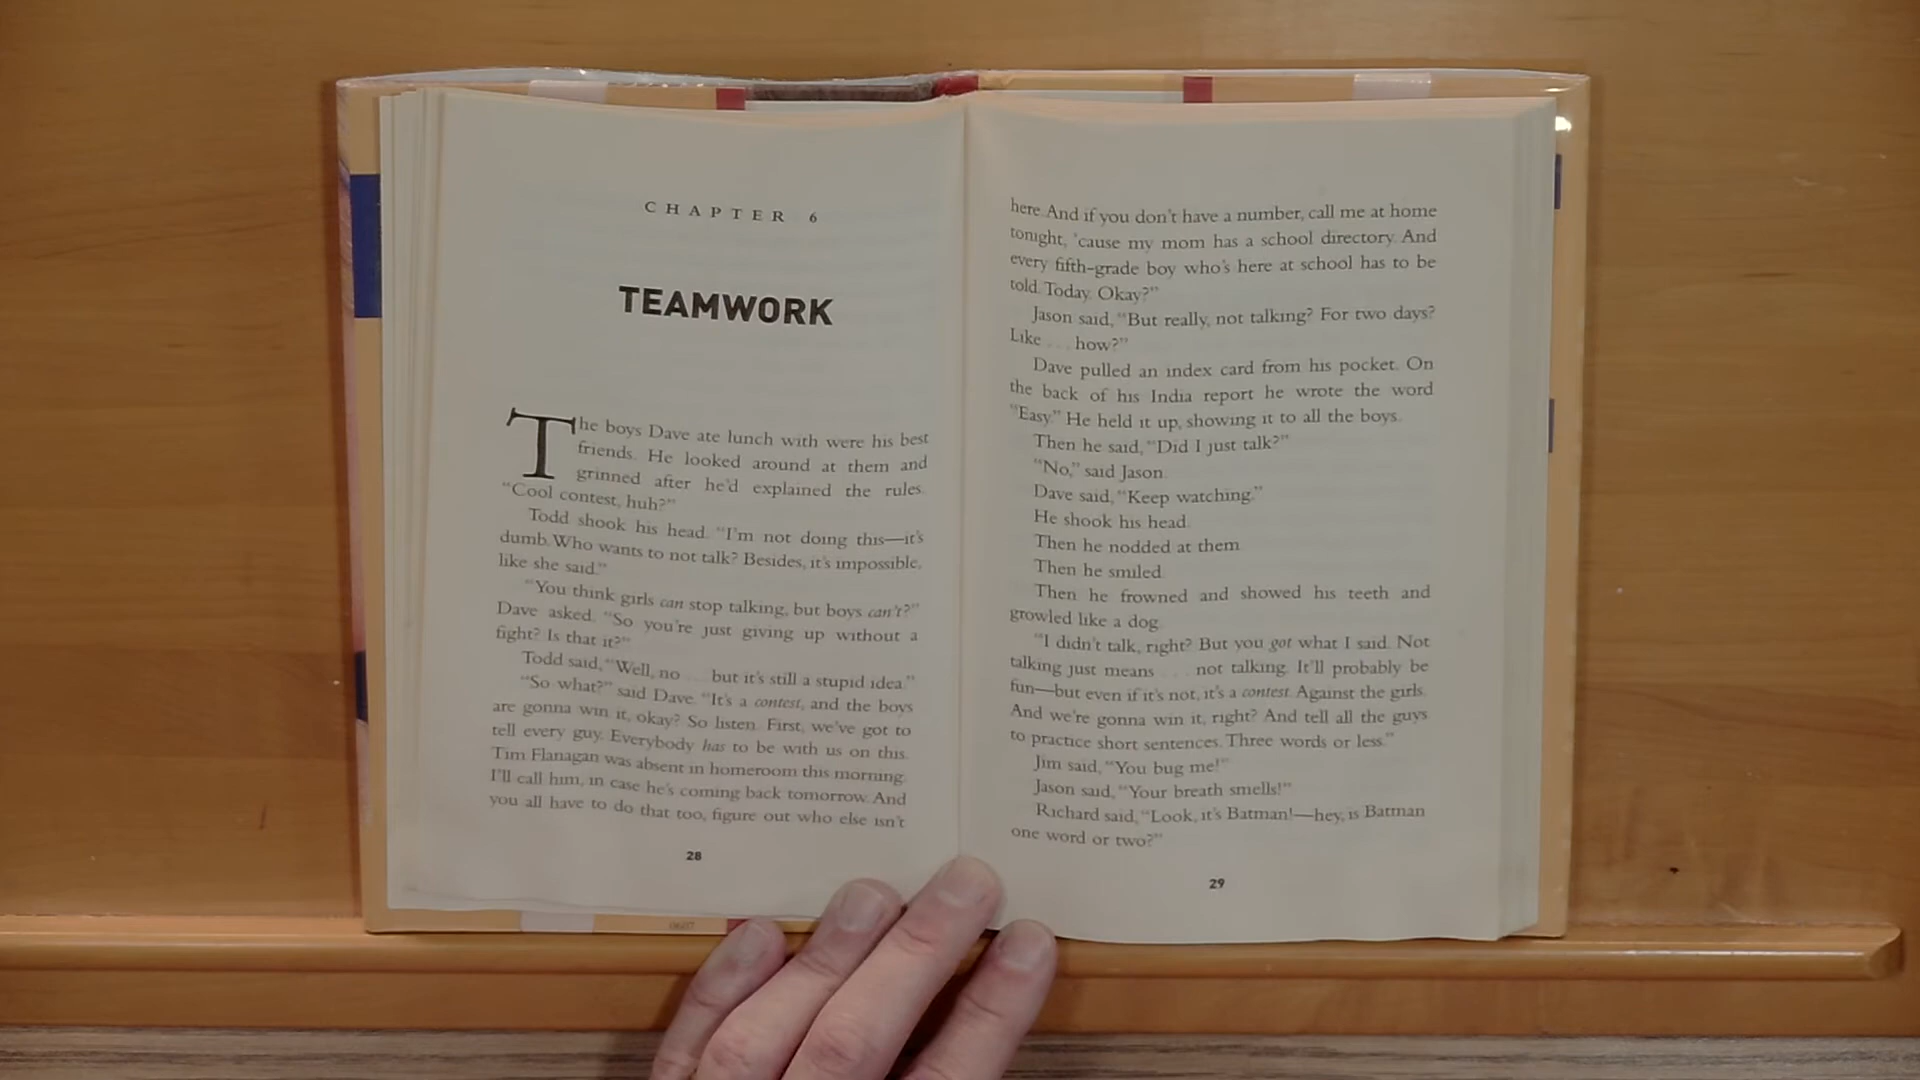 CHAPTER 6
TEAMWORK
The boys Dave ate lunch with were his best
friends. He looked around at them and
grinned after he'd explained the rules.
"Cool contest, huh?"
Todd shook his head. "I'm not doing this—it's
dumb. Who wants to not talk? Besides, it's impossible,
like she said."
"You think girls can stop talking, but boys can't?"
Dave asked. "So you're just giving up without a
fight? Is that it?"
Todd said, "Well, no . . . but it's still a stupid idea."
"So what?" said Dave. "It's a contest, and the boys
are gonna win it, okay? So listen. First, we've got to
tell every guy. Everybody has to be with us on this.
Tim Flanagan was absent in homeroom this morning.
I'll call him, in case he's coming back tomorrow. And
you all have to do that too, figure out who else isn't
28
here. And if you don't have a number, call me at home
tonight, 'cause my mom has a school directory. And
every fifth-grade boy who's here at school has to be
told. Today. Okay?"
Jason said, "But really, not talking? For two days?
Like . . . how?"
Dave pulled an index card from his pocket. On
the back of his India report he wrote the word
"Easy." He held it up, showing it to all the boys.
Then he said, "Did I just talk?"
"No," said Jason.
Dave said, "Keep watching."
He shook his head.
Then he nodded at them.
Then he smiled.
Then he frowned and showed his teeth and
growled like a dog.
"I didn't talk, right? But you got what I said. Not
talking just means . . . not talking. It'll probably be
fun—but even if it's not, it's a contest. Against the girls.
And we're gonna win it, right? And tell all the guys
to practice short sentences. Three words or less."
Jim said, "You bug me!"
Jason said, "Your breath smells!"
Richard said, "Look, it's Batman!—hey, is Batman
one word or two?"
29